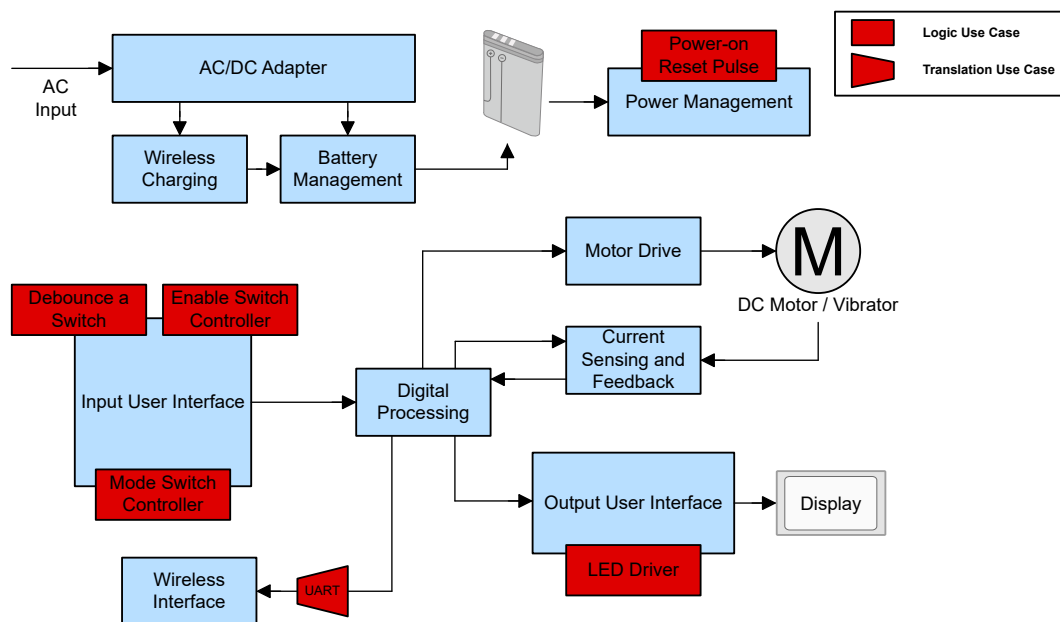 AC/DC Adapter
AC
Input
Wireless
Charging
Battery
Management
Power-on
Reset Pulse
Power Management
Logic Use Case
Translation Use Case
Motor Drive
M
DC Motor / Vibrator
Debounce a
Switch
Enable Switch
Controller
Input User Interface
Mode Switch
Controller
Digital
Processing
Current
Sensing and
Feedback
Output User Interface
LED Driver
Display
Wireless
Interface
UART